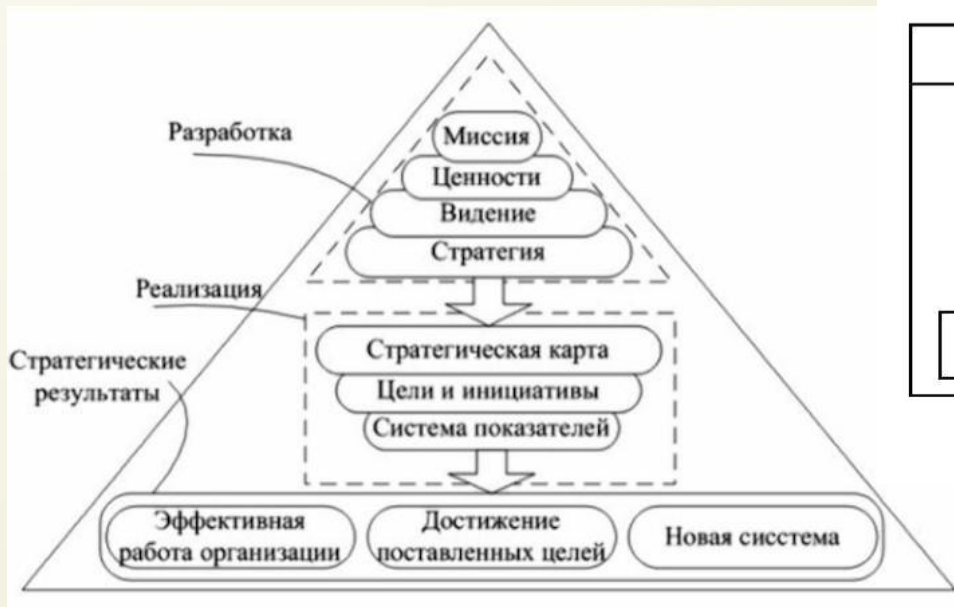 Разработка
Миссия
Ценности
Видение
Стратегия
Реализация
Стратегическая карта
Цели и инициативы
Система показателей
Стратегические
результаты
Эффективная
работа организации
Достижение
поставленных целей
Новая сисстема